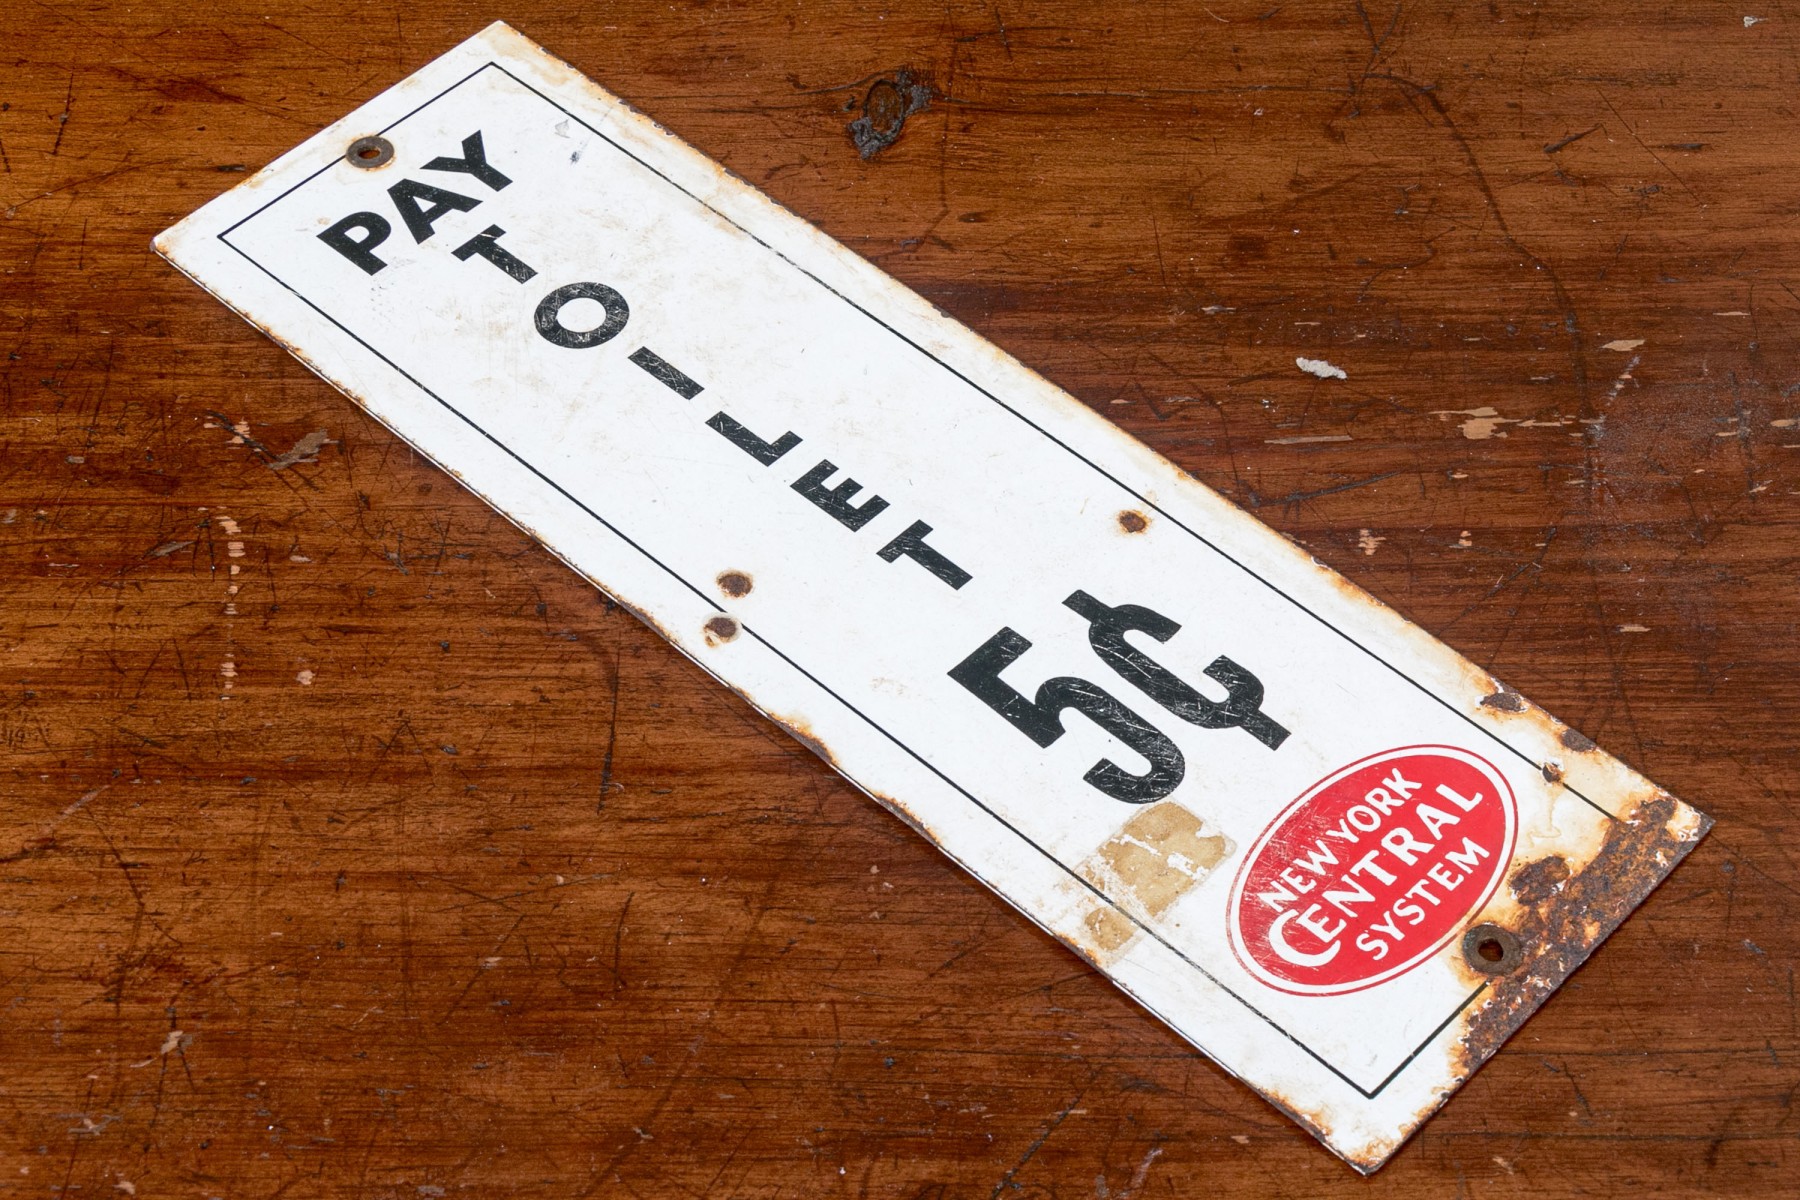 PAY
TOILET
5¢
NEW YORK
CENTRAL
SYSTEM